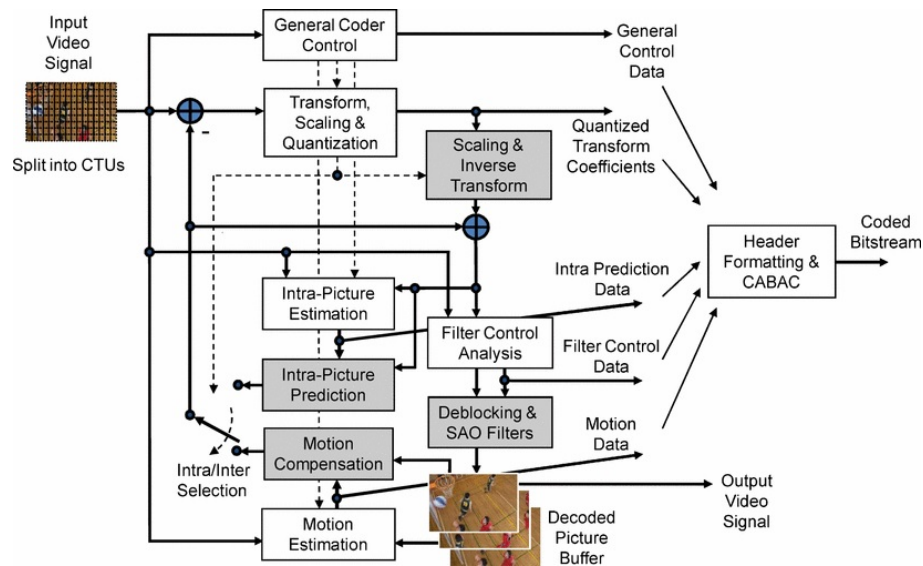 Input
Video
Signal
Split into CTUs
General Coder
Control
Transform,
Scaling &
Quantization
-
Scaling &
Inverse
Transform
General
Control
Data
Quantized
Transform
Coefficients
Intra-Picture
Estimation
Intra-Picture
Prediction
Filter Control
Analysis
Deblocking &
SAO Filters
Motion
Compensation
Motion
Estimation
Intra/Inter
Selection
Intra Prediction
Data
Filter Control
Data
Motion
Data
Header
Formatting &
CABAC
Coded
Bitstream
Output
Video
Signal
Decoded
Picture
Buffer